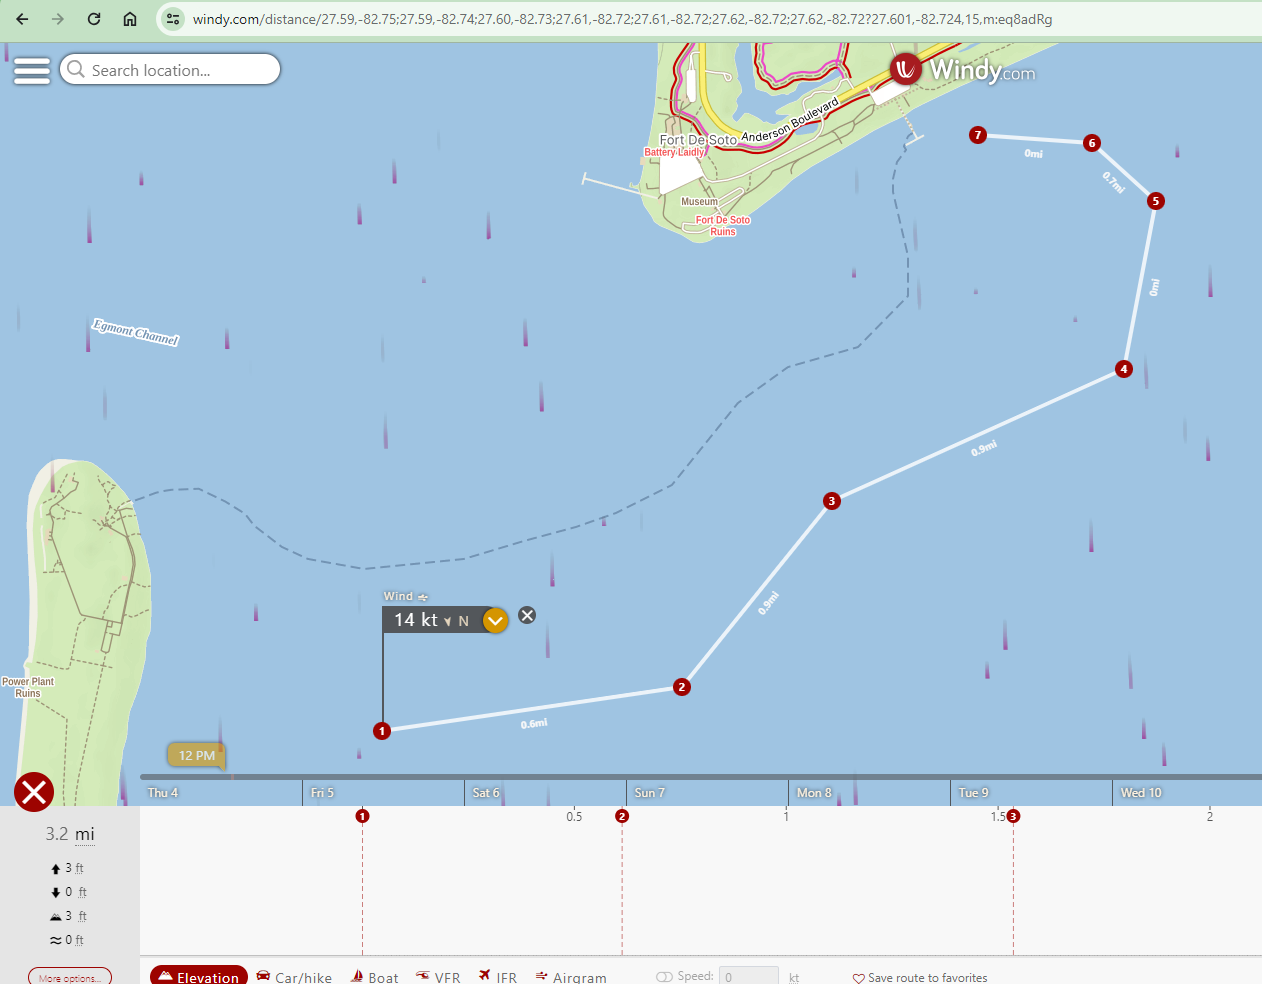 windy.com/distance/27.59,-82.75;27.59,-82.74;27.60,-82.73;27.61,-82.72;27.61,-82.72;27.62,-82.72;27.62,-82.72?27.601,-82.724,15,m:eq8adRg
Search location...
Windy.com
Anderson Boulevard
Fort De Soto
Battery Laidly
Museum
Fort De Soto
Ruins
7
0mi
6
0.7mi
5
0mi
4
0.9mi
3
0.9mi
2
0.6mi
1
Egmont Channel
Wind
14 kt N
Power Plant
Ruins
12 PM
Thu 4
Fri 5
Sat 6
Sun 7
Mon 8
Tue 9
Wed 10
1
0.5
2
1
1.5
3
2
3.2 mi
3 ft
0 ft
3 ft
0 ft
More options...
Elevation
Car/hike
Boat
VFR
IFR
Airgram
Speed:
0
kt
Save route to favorites